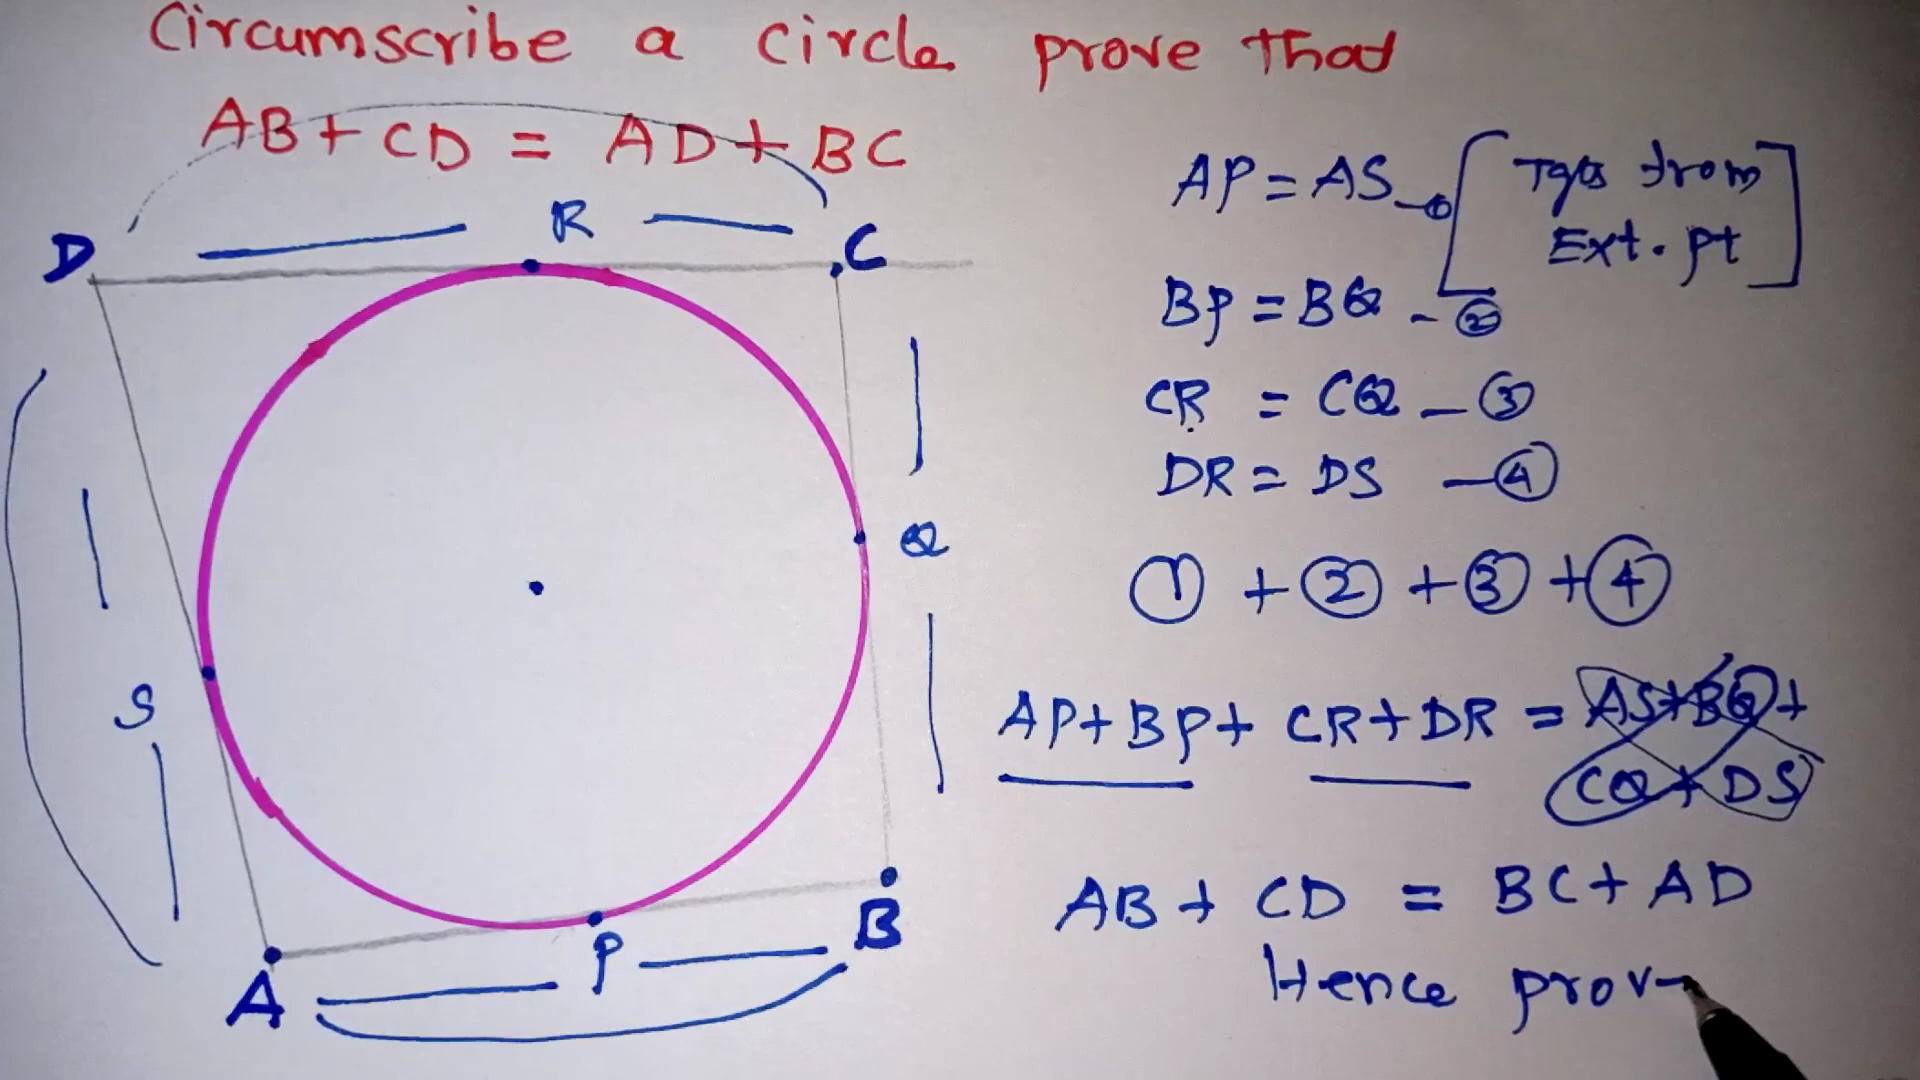 Circumscribe a circle prove that
AB + CD = AD + BC
D
R
C
S
Q
A
P
B
AP = AS - ① [Tgts from
Ext. pt]
BP = BQ - ②
CR = CQ - ③
DR = DS - ④
① + ② + ③ + ④
AP + BP + CR + DR = AS + BQ +
CQ + DS
AB + CD = BC + AD
Hence prov